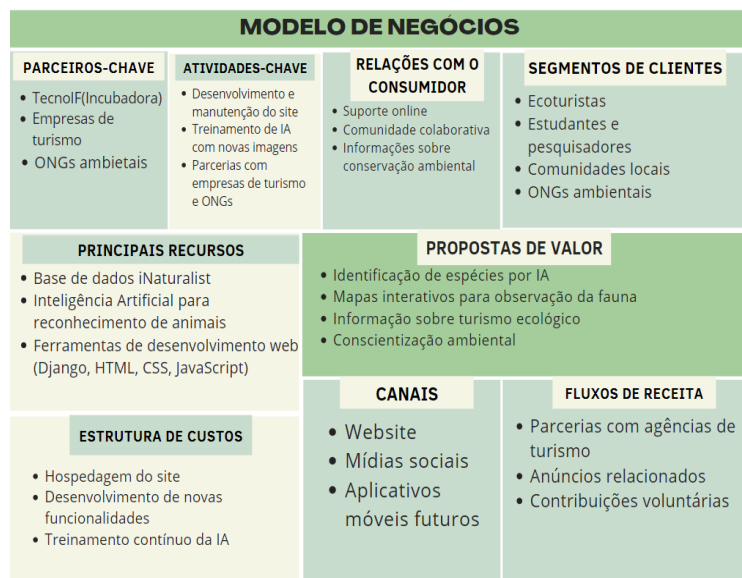 MODELO DE NEGÓCIOS
PARCEIROS-CHAVE
• TecnoIF(Incubadora)
• Empresas de
turismo
• ONGs ambietais
ATIVIDADES-CHAVE
• Desenvolvimento e
manutenção do site
• Treinamento de IA
com novas imagens
• Parcerias com
empresas de turismo
e ONGs
RELAÇÕES COM O
CONSUMIDOR
• Suporte online
• Comunidade colaborativa
• Informações sobre
conservação ambiental
SEGMENTOS DE CLIENTES
• Ecoturistas
• Estudantes e
pesquisadores
• Comunidades locais
• ONGs ambientais
PRINCIPAIS RECURSOS
• Base de dados iNaturalist
• Inteligência Artificial para
reconhecimento de animais
• Ferramentas de desenvolvimento web
(Django, HTML, CSS, JavaScript)
PROPOSTAS DE VALOR
• Identificação de espécies por IA
• Mapas interativos para observação da fauna
• Informação sobre turismo ecológico
• Conscientização ambiental
ESTRUTURA DE CUSTOS
• Hospedagem do site
• Desenvolvimento de novas
funcionalidades
• Treinamento contínuo da IA
CANAIS
• Website
• Mídias sociais
• Aplicativos
móveis futuros
FLUXOS DE RECEITA
• Parcerias com agências de
turismo
• Anúncios relacionados
• Contribuições voluntárias